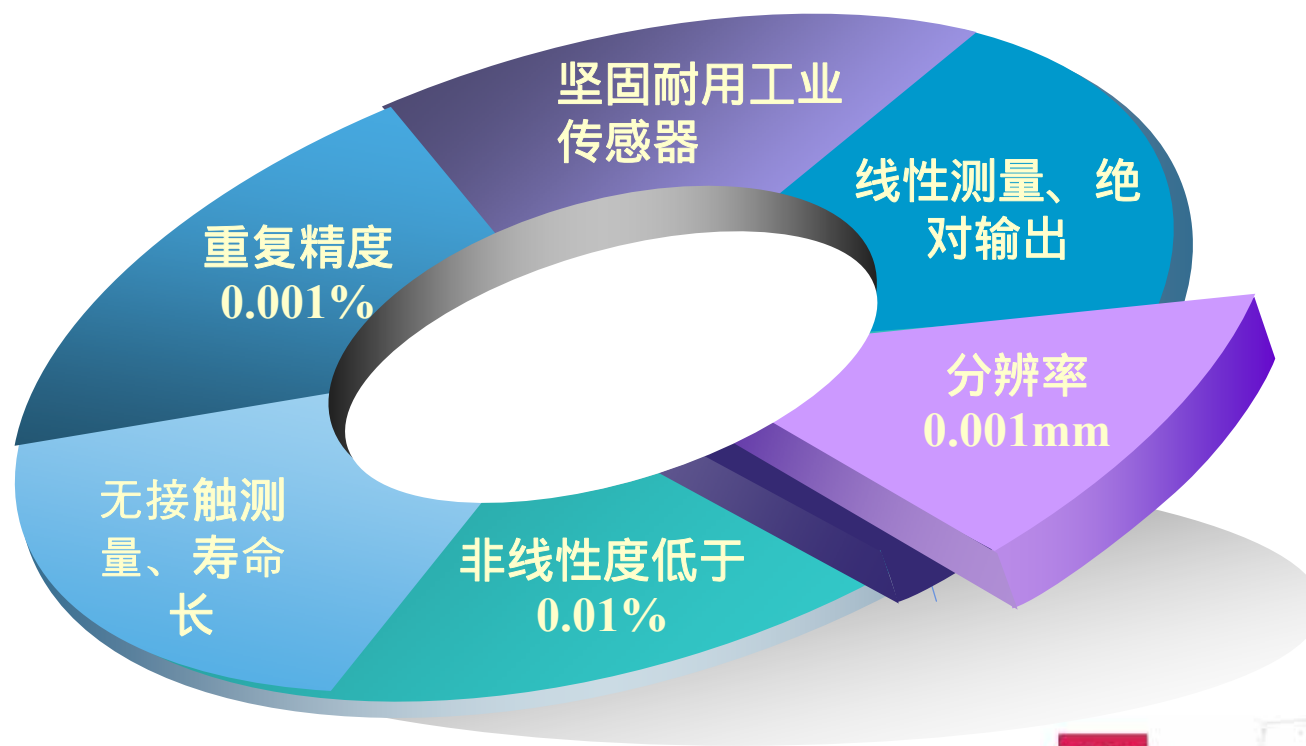 坚固耐用工业
传感器
线性测量、 绝
对输出
重复精度
0.001%
分辨率
0.001mm
无接触测
量、寿命
长
非线性度低于
0.01%